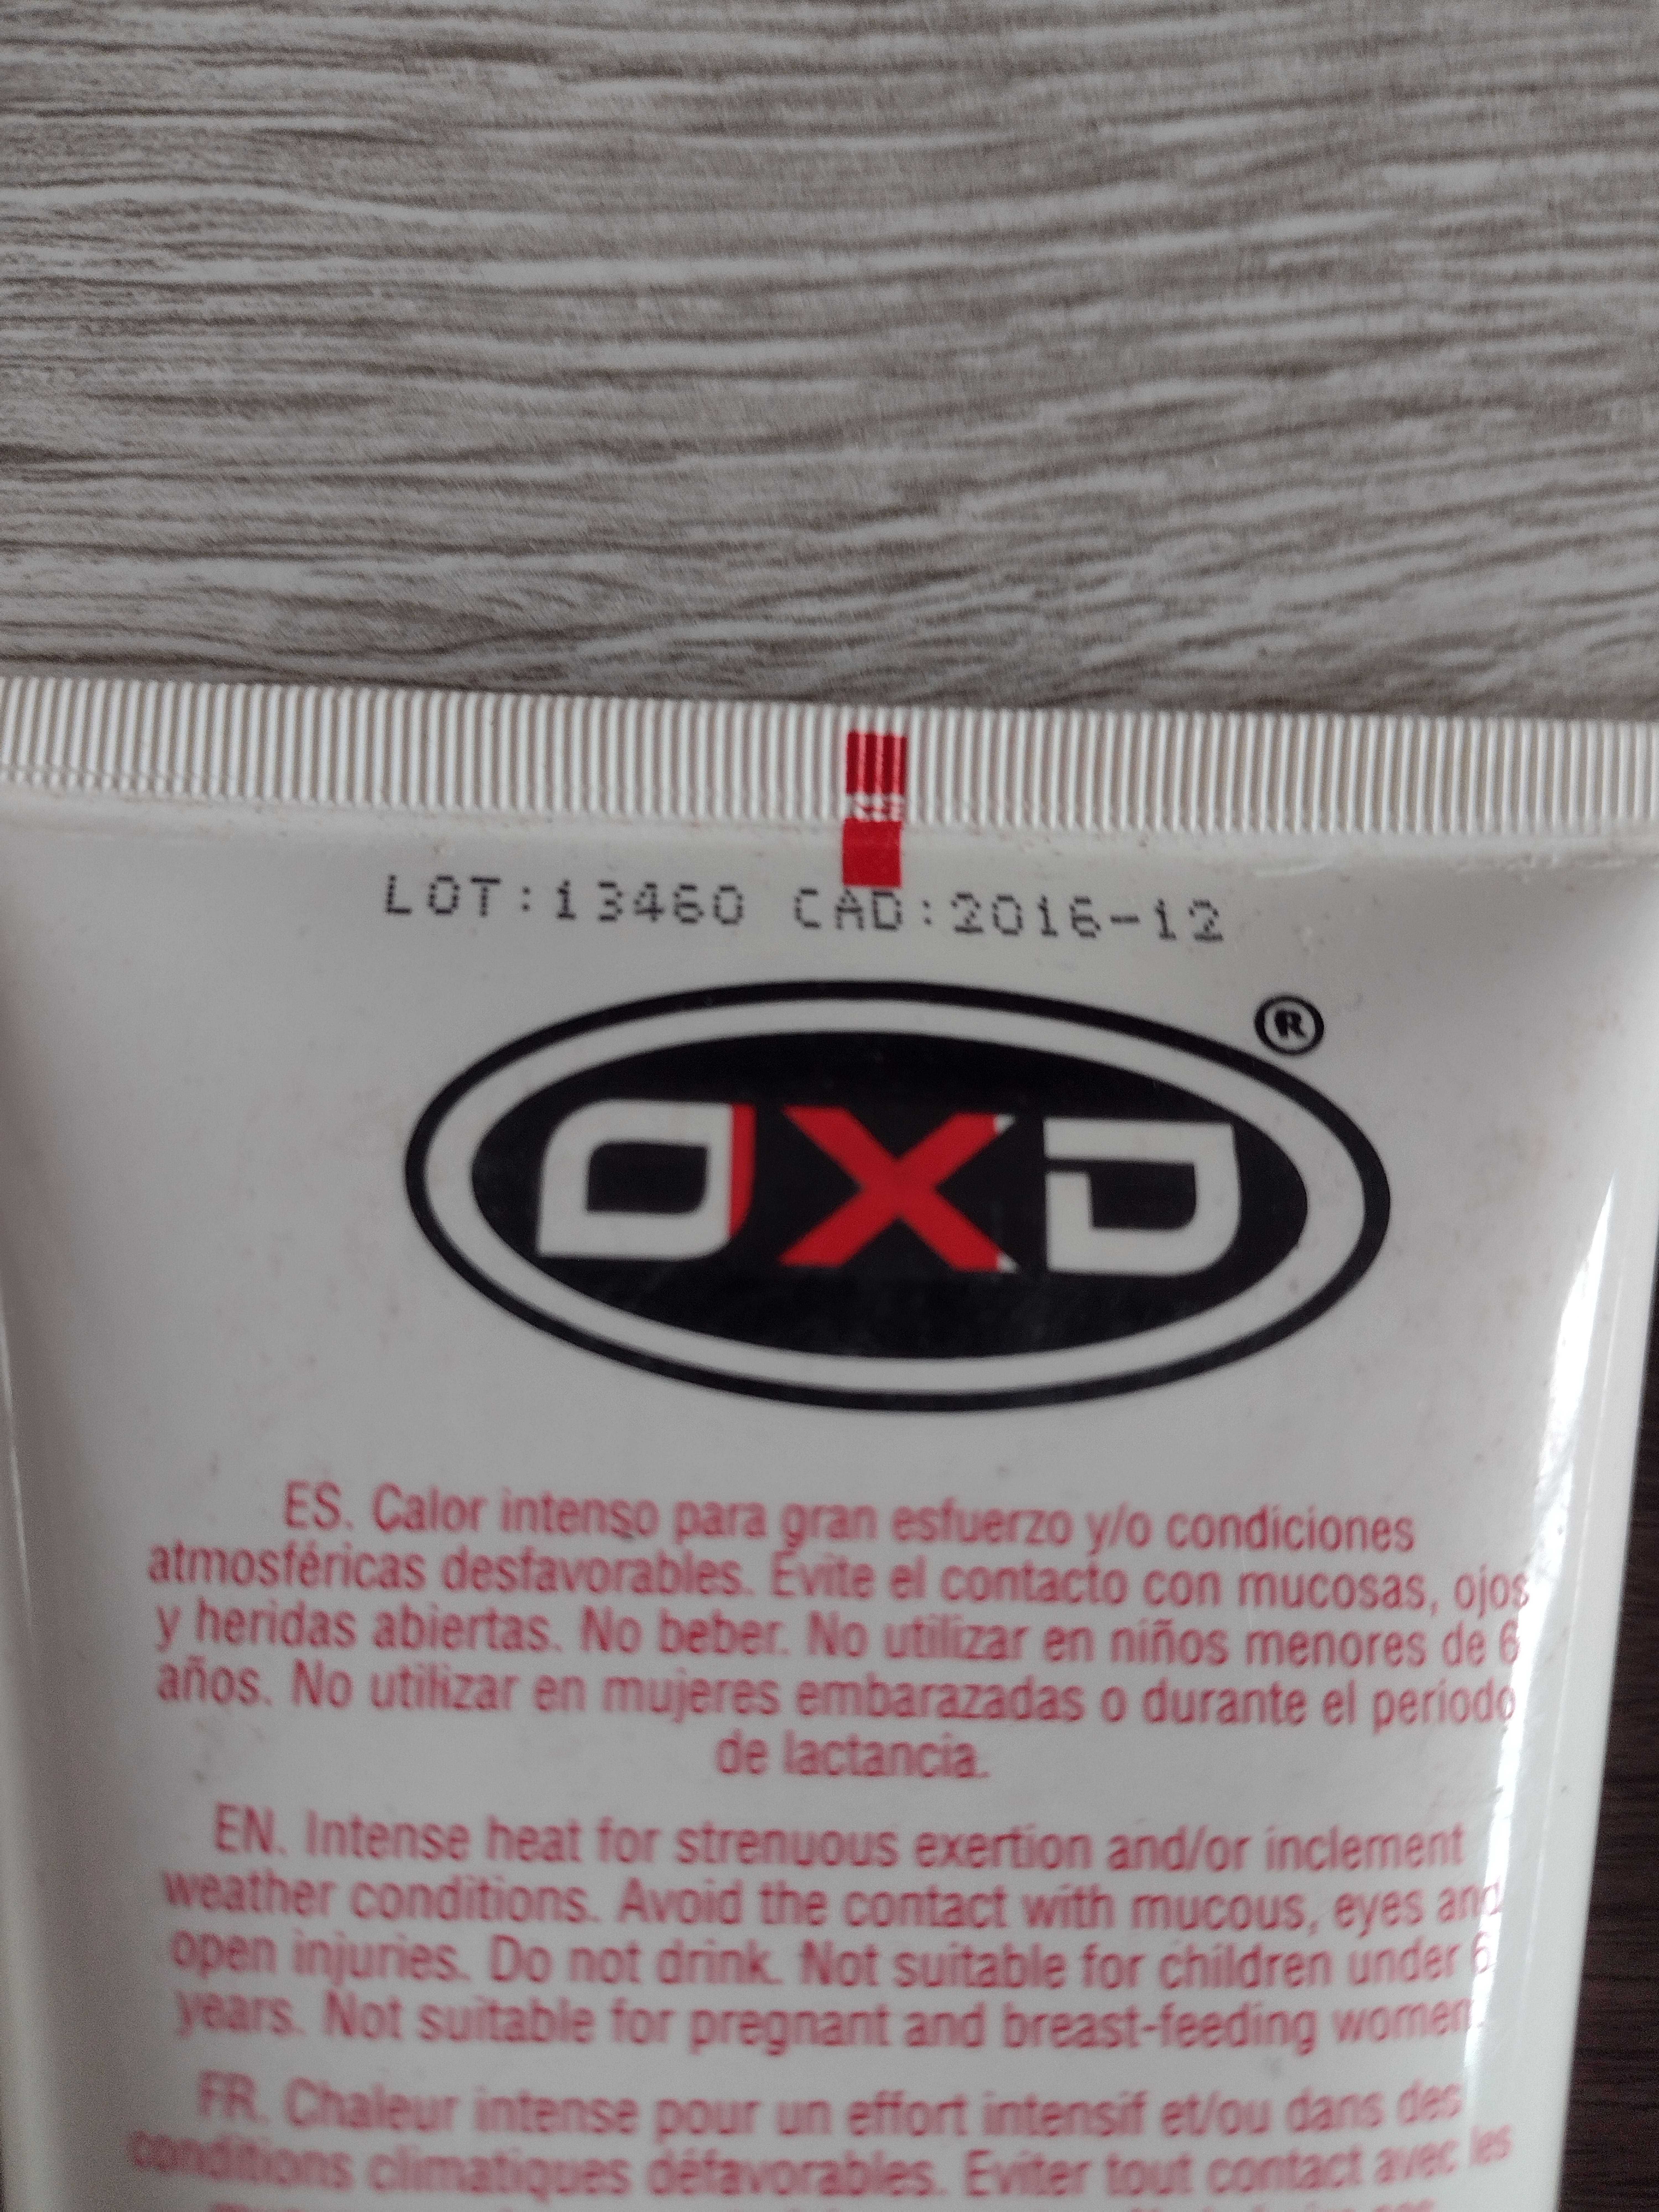 LOT:13460 CAD:2016-12
OXD®
ES. Calor intenso para gran esfuerzo y/o condiciones
atmosféricas desfavorables. Evite el contacto con mucosas, ojos
y heridas abiertas. No beber. No utilizar en niños menores de 6
años. No utilizar en mujeres embarazadas o durante el periodo
de lactancia.
EN. Intense heat for strenuous exertion and/or inclement
weather conditions. Avoid the contact with mucous, eyes and
open injuries. Do not drink. Not suitable for children under 6
years. Not suitable for pregnant and breast-feeding women.
FR. Chaleur intense pour un effort intensif et/ou dans des
conditions climatiques défavorables. Eviter tout contact avec les